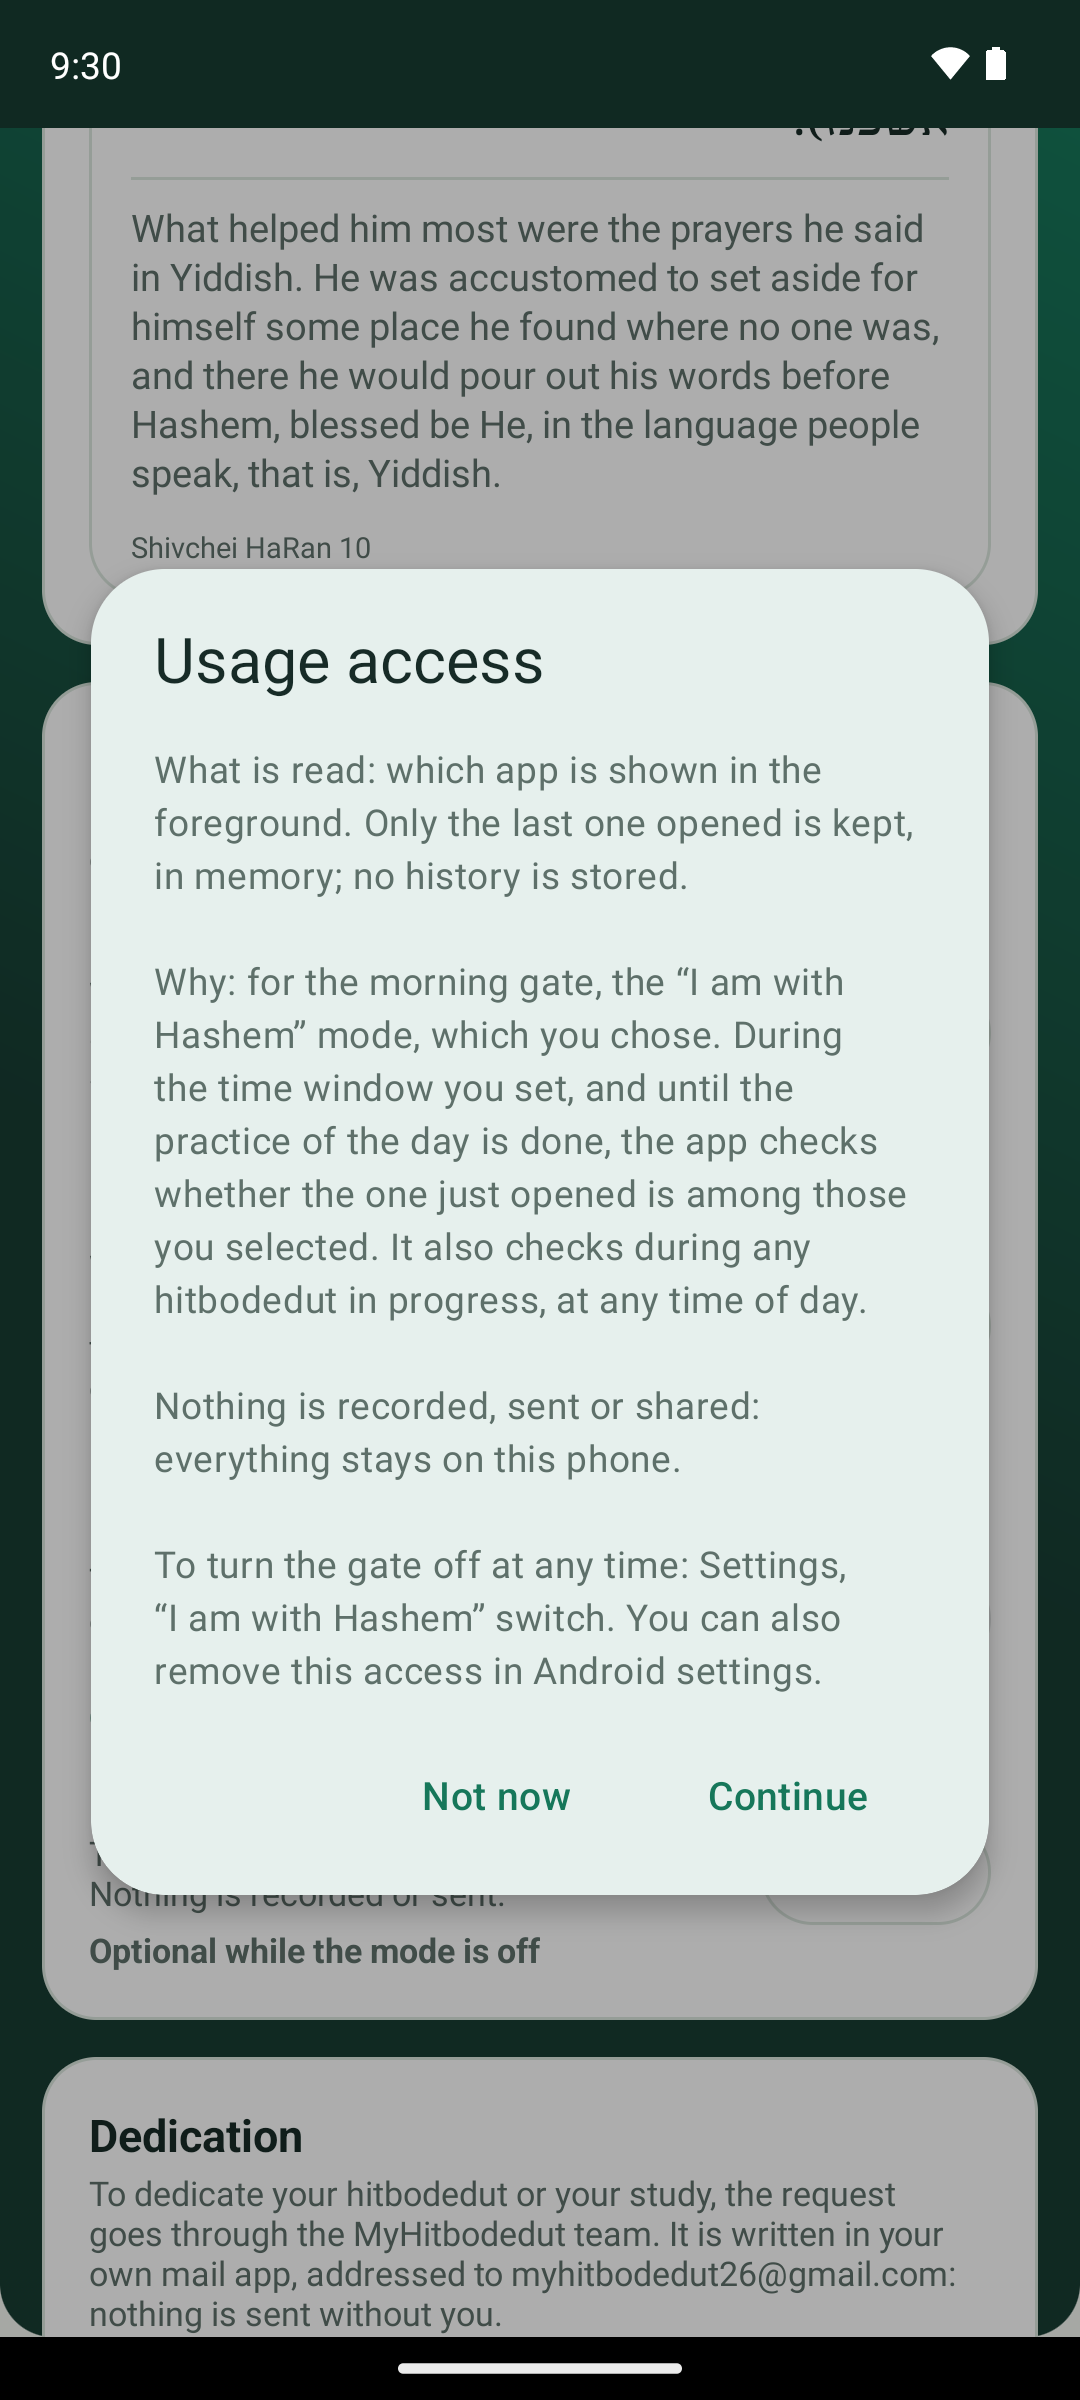 9:30
What helped him most were the prayers he said
in Yiddish. He was accustomed to set aside for
himself some place he found where no one was,
and there he would pour out his words before
Hashem, blessed be He, in the language people
speak, that is, Yiddish.
Shivchei HaRan 10
Usage access
What is read: which app is shown in the
foreground. Only the last one opened is kept,
in memory; no history is stored.
Why: for the morning gate, the “I am with
Hashem” mode, which you chose. During
the time window you set, and until the
practice of the day is done, the app checks
whether the one just opened is among those
you selected. It also checks during any
hitbodedut in progress, at any time of day.
Nothing is recorded, sent or shared:
everything stays on this phone.
To turn the gate off at any time: Settings,
“I am with Hashem” switch. You can also
remove this access in Android settings.
Not now
Continue
Nothing is recorded or sent.
Optional while the mode is off
Dedication
To dedicate your hitbodedut or your study, the request
goes through the MyHitbodedut team. It is written in your
own mail app, addressed to myhitbodedut26@gmail.com:
nothing is sent without you.